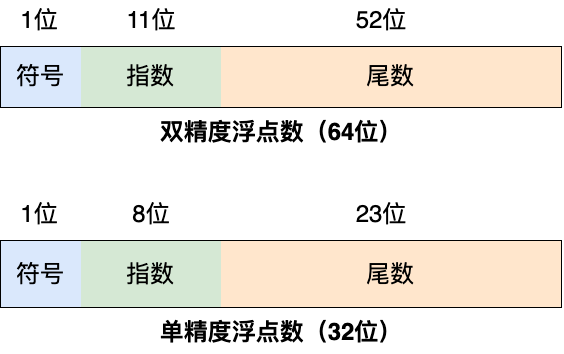 1位 11位 52位
符号 指数 尾数
双精度浮点数（64位）
1位 8位 23位
符号 指数 尾数
单精度浮点数（32位）